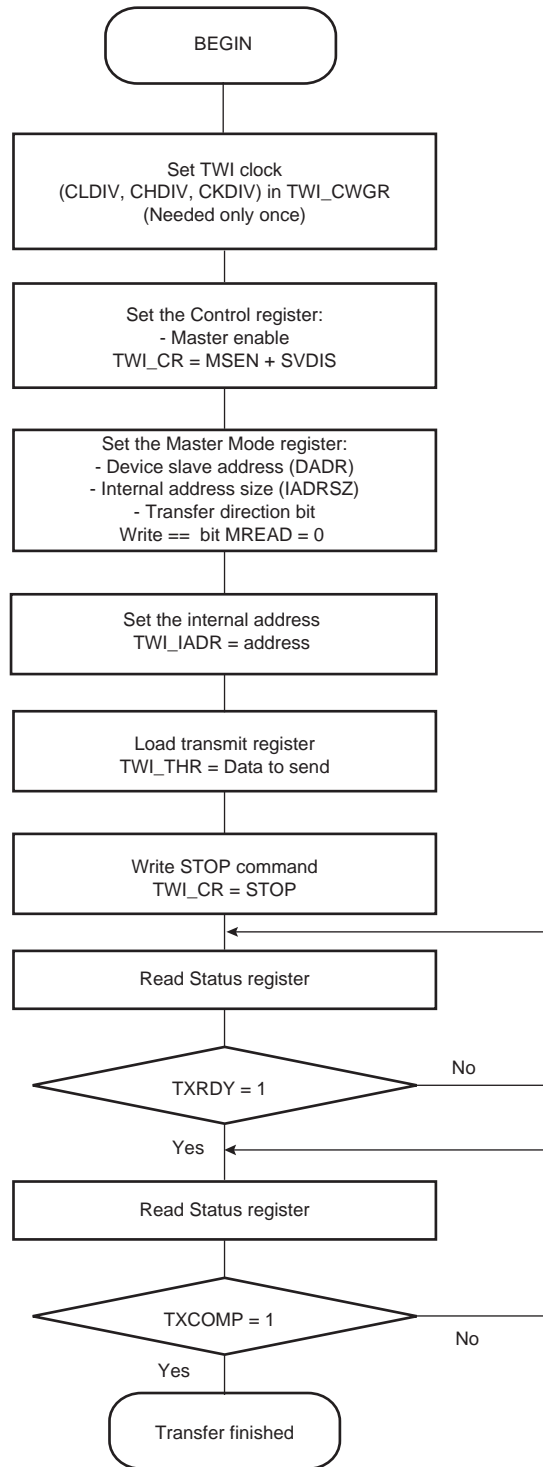 BEGIN
Set TWI clock
(CLDIV, CHDIV, CKDIV) in TWI_CWGR
(Needed only once)
Set the Control register:
- Master enable
TWI_CR = MSEN + SVDIS
Set the Master Mode register:
- Device slave address (DADR)
- Internal address size (IADRSZ)
- Transfer direction bit
Write == bit MREAD = 0
Set the internal address
TWI_IADR = address
Load transmit register
TWI_THR = Data to send
Write STOP command
TWI_CR = STOP
Read Status register
TXRDY = 1
No
Yes
Read Status register
TXCOMP = 1
No
Yes
Transfer finished